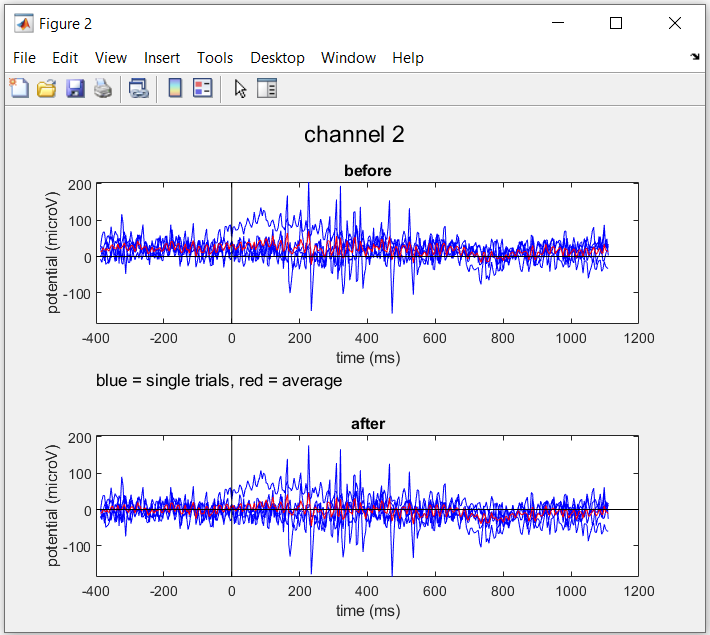 Figure 2
File Edit View Insert Tools Desktop Window Help
channel 2
before
potential (microV)
200
100
0
-100
-400 -200 0 200 400 600 800 1000 1200
time (ms)
blue = single trials, red = average
after
potential (microV)
200
100
0
-100
-400 -200 0 200 400 600 800 1000 1200
time (ms)